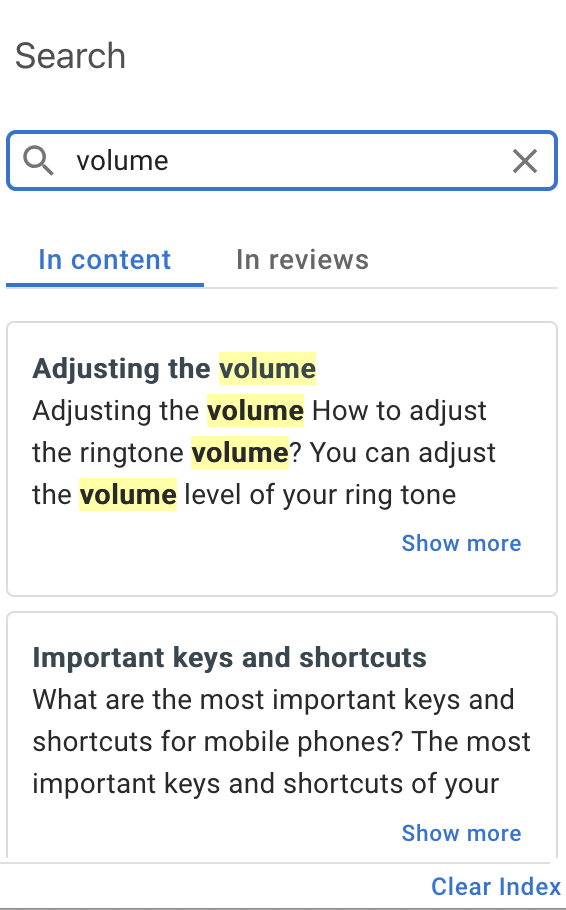 Search
volume
In content In reviews
Adjusting the volume
Adjusting the volume How to adjust
the ringtone volume? You can adjust
the volume level of your ring tone
Show more
Important keys and shortcuts
What are the most important keys and
shortcuts for mobile phones? The most
important keys and shortcuts of your
Show more
Clear Index